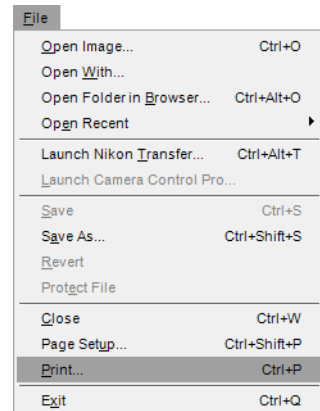 File
Open Image... Ctrl+O
Open With...
Open Folder in Browser... Ctrl+Alt+O
Open Recent
Launch Nikon Transfer... Ctrl+Alt+T
Launch Camera Control Pro...
Save Ctrl+S
Save As... Ctrl+Shift+S
Revert
Protect File
Close Ctrl+W
Page Setup... Ctrl+Shift+P
Print... Ctrl+P
Exit Ctrl+Q